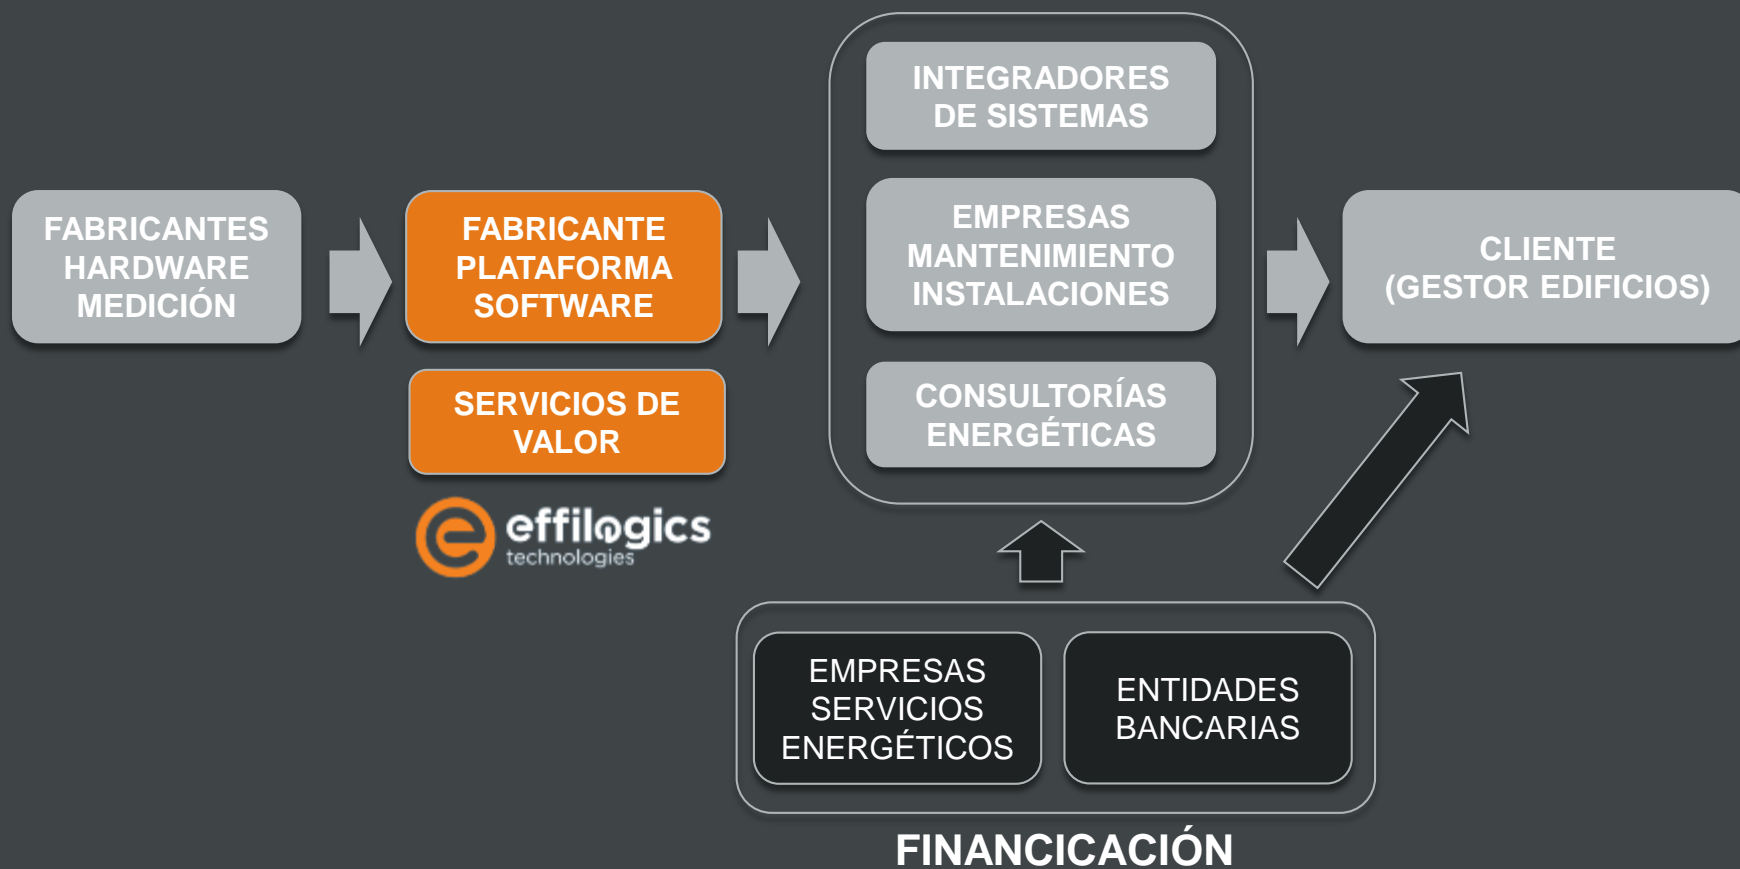 FABRICANTES
HARDWARE
MEDICIÓN
FABRICANTE
PLATAFORMA
SOFTWARE
SERVICIOS DE
VALOR
effilogics
technologies
INTEGRADORES
DE SISTEMAS
EMPRESAS
MANTENIMIENTO
INSTALACIONES
CONSULTORÍAS
ENERGÉTICAS
CLIENTE
(GESTOR EDIFICIOS)
EMPRESAS
SERVICIOS
ENERGÉTICOS
ENTIDADES
BANCARIAS
FINANCICACIÓN